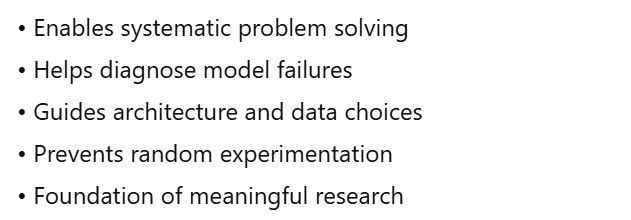 • Enables systematic problem solving
• Helps diagnose model failures
• Guides architecture and data choices
• Prevents random experimentation
• Foundation of meaningful research